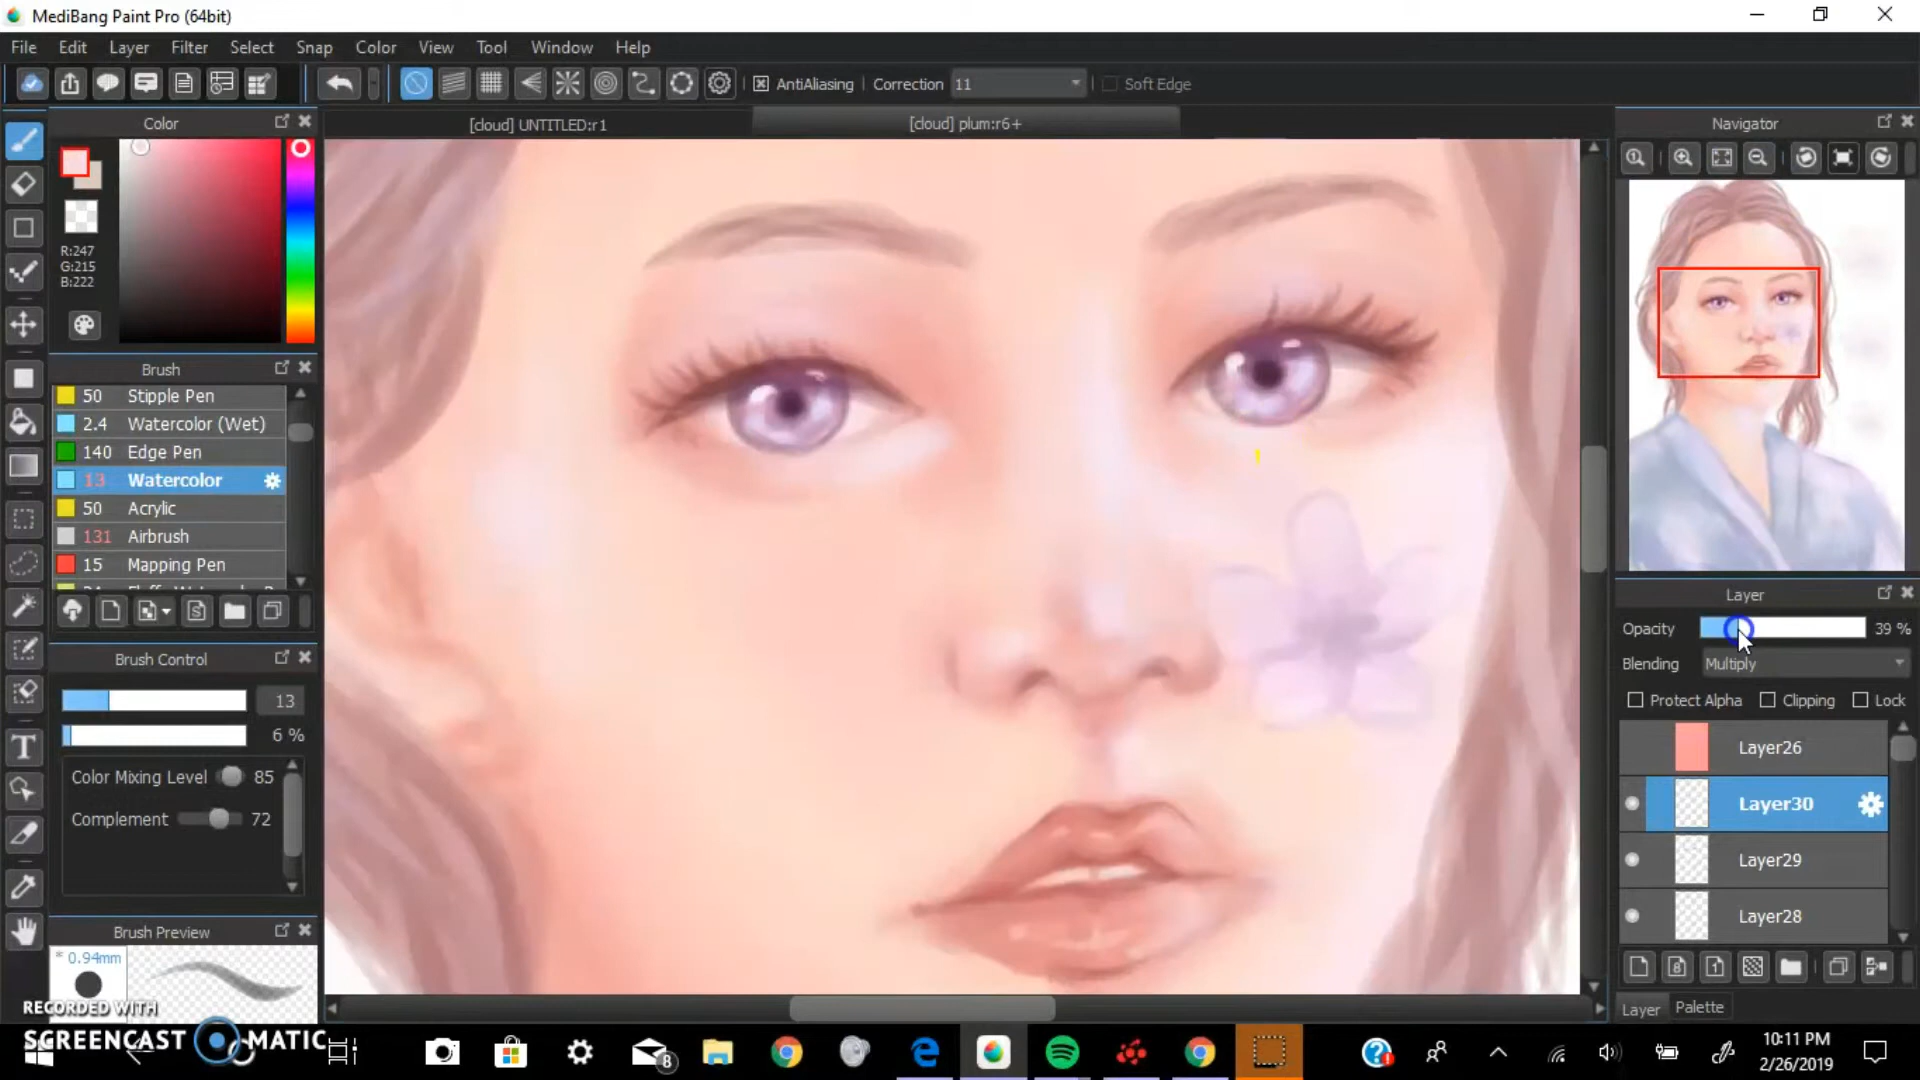 MediBang Paint Pro (64bit)
File Edit Layer Filter Select Snap Color View Tool Window Help
AntiAliasing Correction 11 Soft Edge
Color
[cloud] UNTITLED:r1
[cloud] plum:r6+
Navigator
R:247
G:215
B:222
Brush
50 Stipple Pen
2.4 Watercolor (Wet)
140 Edge Pen
13 Watercolor
50 Acrylic
131 Airbrush
15 Mapping Pen
Brush Control
13
6 %
Color Mixing Level 85
Complement 72
Brush Preview
* 0.94mm
Layer
Opacity 39 %
Blending Multiply
Protect Alpha Clipping Lock
Layer26
Layer30
Layer29
Layer28
Layer Palette
RECORDED WITH
SCREENCAST MATIC
8
10:11 PM
2/26/2019